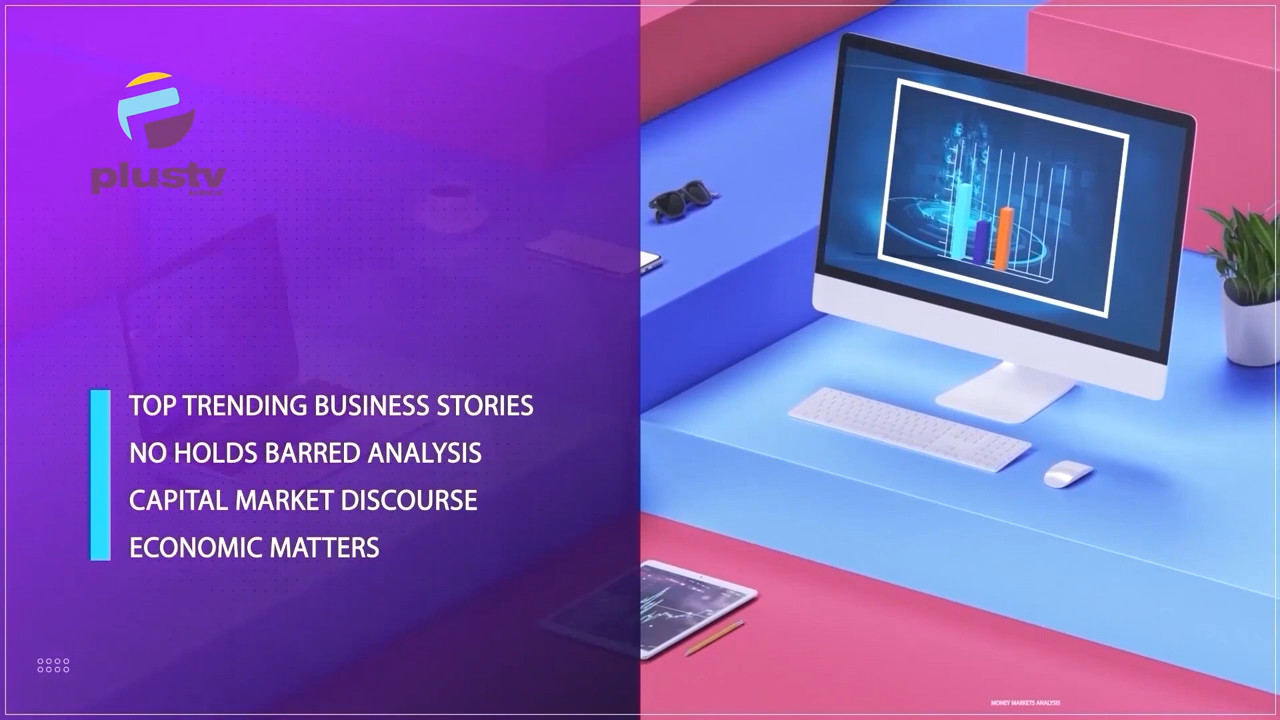 plustv
TOP TRENDING BUSINESS STORIES
NO HOLDS BARRED ANALYSIS
CAPITAL MARKET DISCOURSE
ECONOMIC MATTERS
MONEY MARKETS ANALYSIS